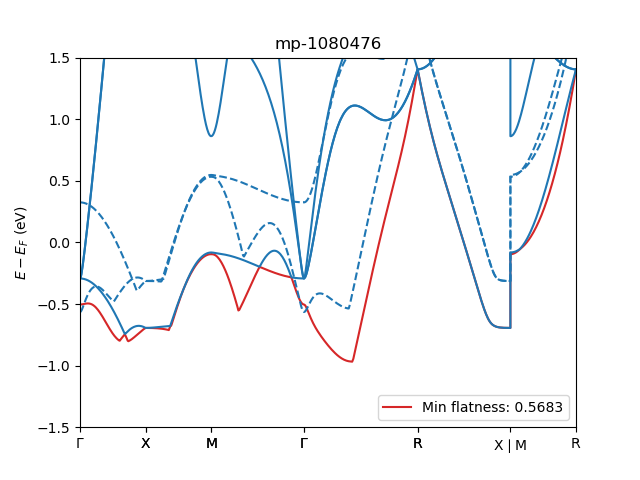 mp-1080476
E − E_F (eV)
1.5
1.0
0.5
0.0
−0.5
−1.0
−1.5
Min flatness: 0.5683
Γ X M Γ R X | M R